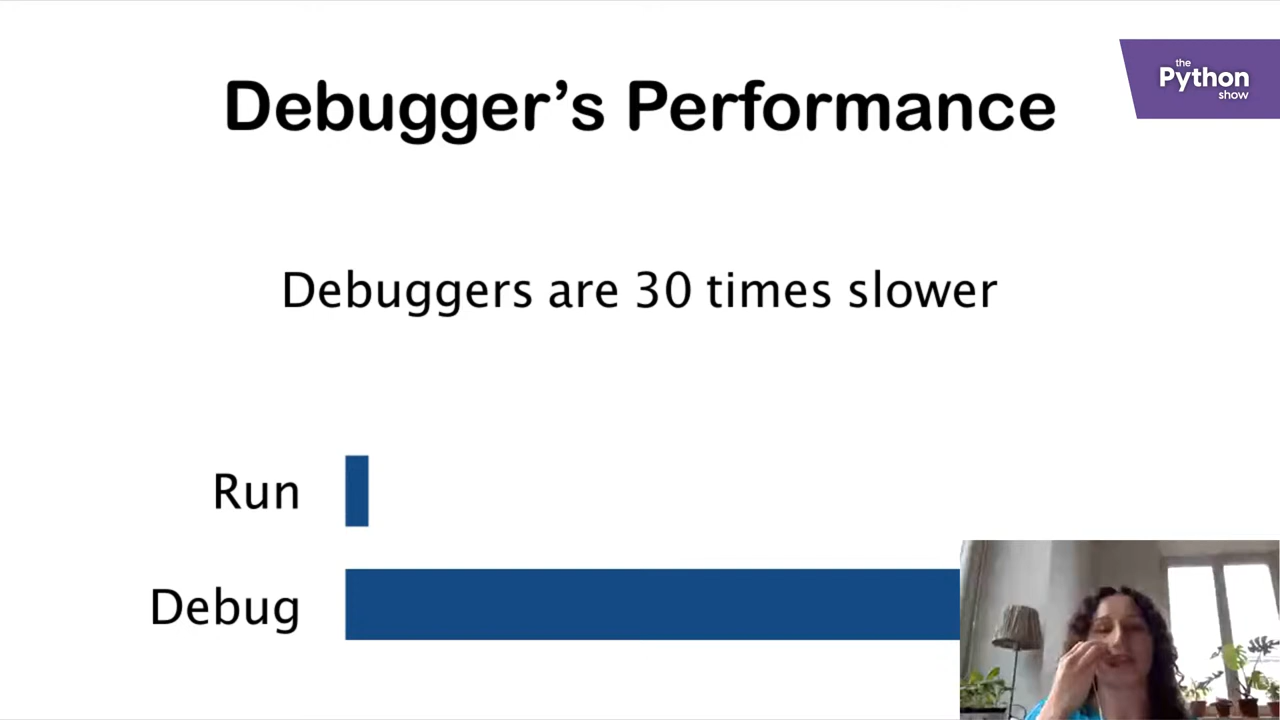 Debugger's Performance
the
Python
show
Debuggers are 30 times slower
Run
Debug